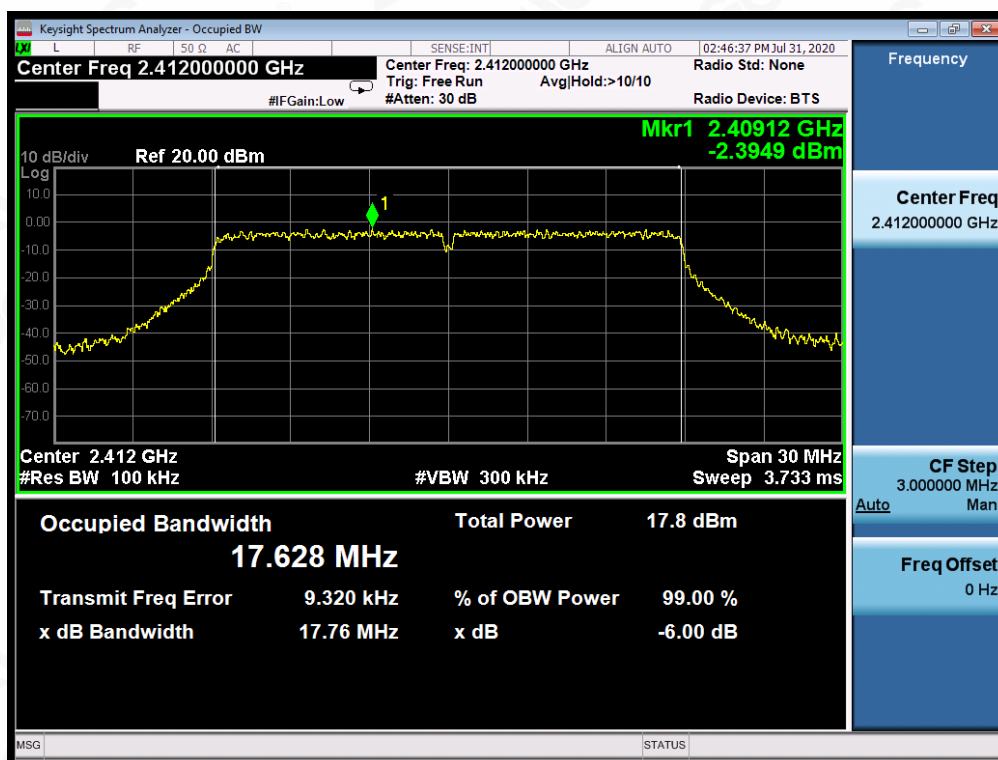 Keysight Spectrum Analyzer - Occupied BW
LXI L RF 50 Ω AC SENSE:INT ALIGN AUTO 02:46:37 PM Jul 31, 2020
Center Freq 2.412000000 GHz
Center Freq: 2.412000000 GHz
Radio Std: None
Trig: Free Run Avg|Hold:>10/10
#IFGain:Low #Atten: 30 dB Radio Device: BTS
Mkr1 2.40912 GHz
-2.3949 dBm
10 dB/div Ref 20.00 dBm
Log
10.0
1
0.00
-10.0
-20.0
-30.0
-40.0
-50.0
-60.0
-70.0
Center 2.412 GHz Span 30 MHz
#Res BW 100 kHz #VBW 300 kHz Sweep 3.733 ms
Occupied Bandwidth Total Power 17.8 dBm
17.628 MHz
Transmit Freq Error 9.320 kHz % of OBW Power 99.00 %
x dB Bandwidth 17.76 MHz x dB -6.00 dB
MSG STATUS
Frequency
Center Freq
2.412000000 GHz
CF Step
3.000000 MHz
Auto Man
Freq Offset
0 Hz